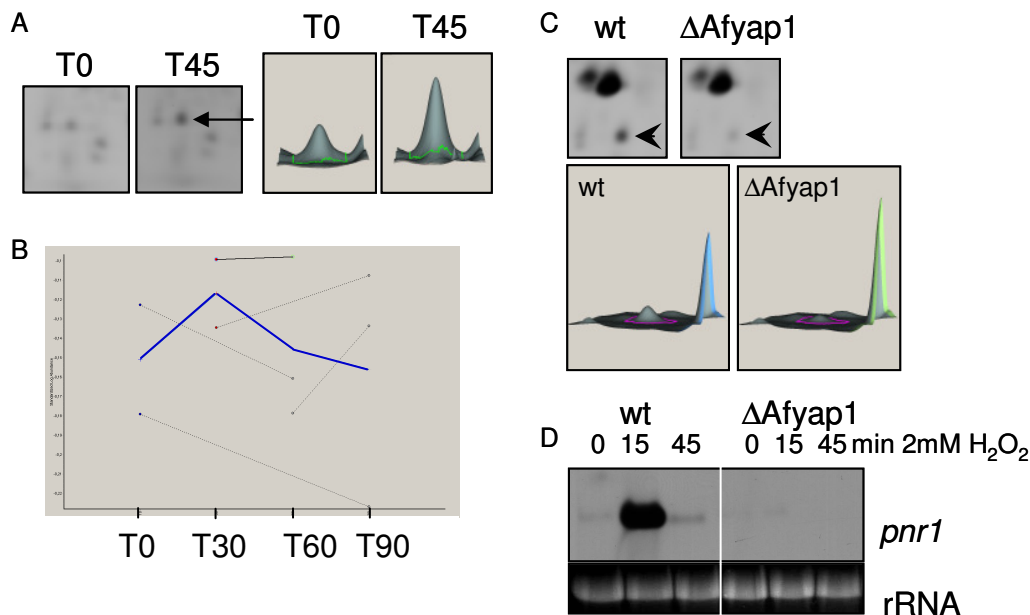 A
T0 T45
T0 T45
B
T0 T30 T60 T90
C
wt ΔAfyap1
wt
ΔAfyap1
D
wt ΔAfyap1
0 15 45 0 15 45 min 2mM H₂O₂
pnr1
rRNA